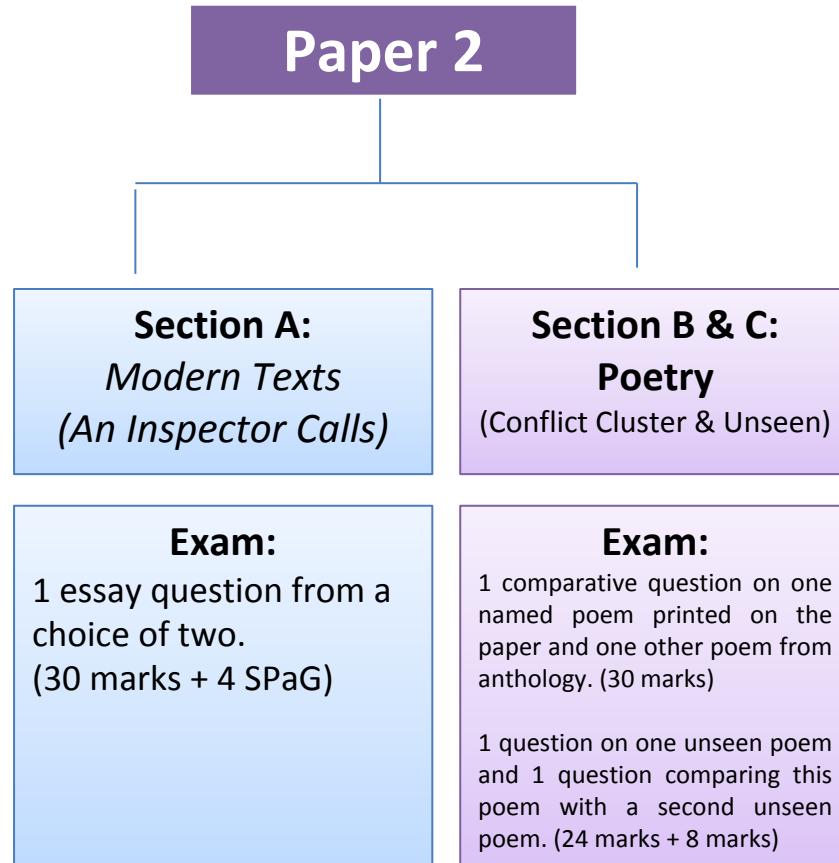 Paper 2
Section A:
Modern Texts
(An Inspector Calls)
Section B & C:
Poetry
(Conflict Cluster & Unseen)
Exam:
1 essay question from a
choice of two.
(30 marks + 4 SPaG)
Exam:
1 comparative question on one
named poem printed on the
paper and one other poem from
anthology. (30 marks)
1 question on one unseen poem
and 1 question comparing this
poem with a second unseen
poem. (24 marks + 8 marks)